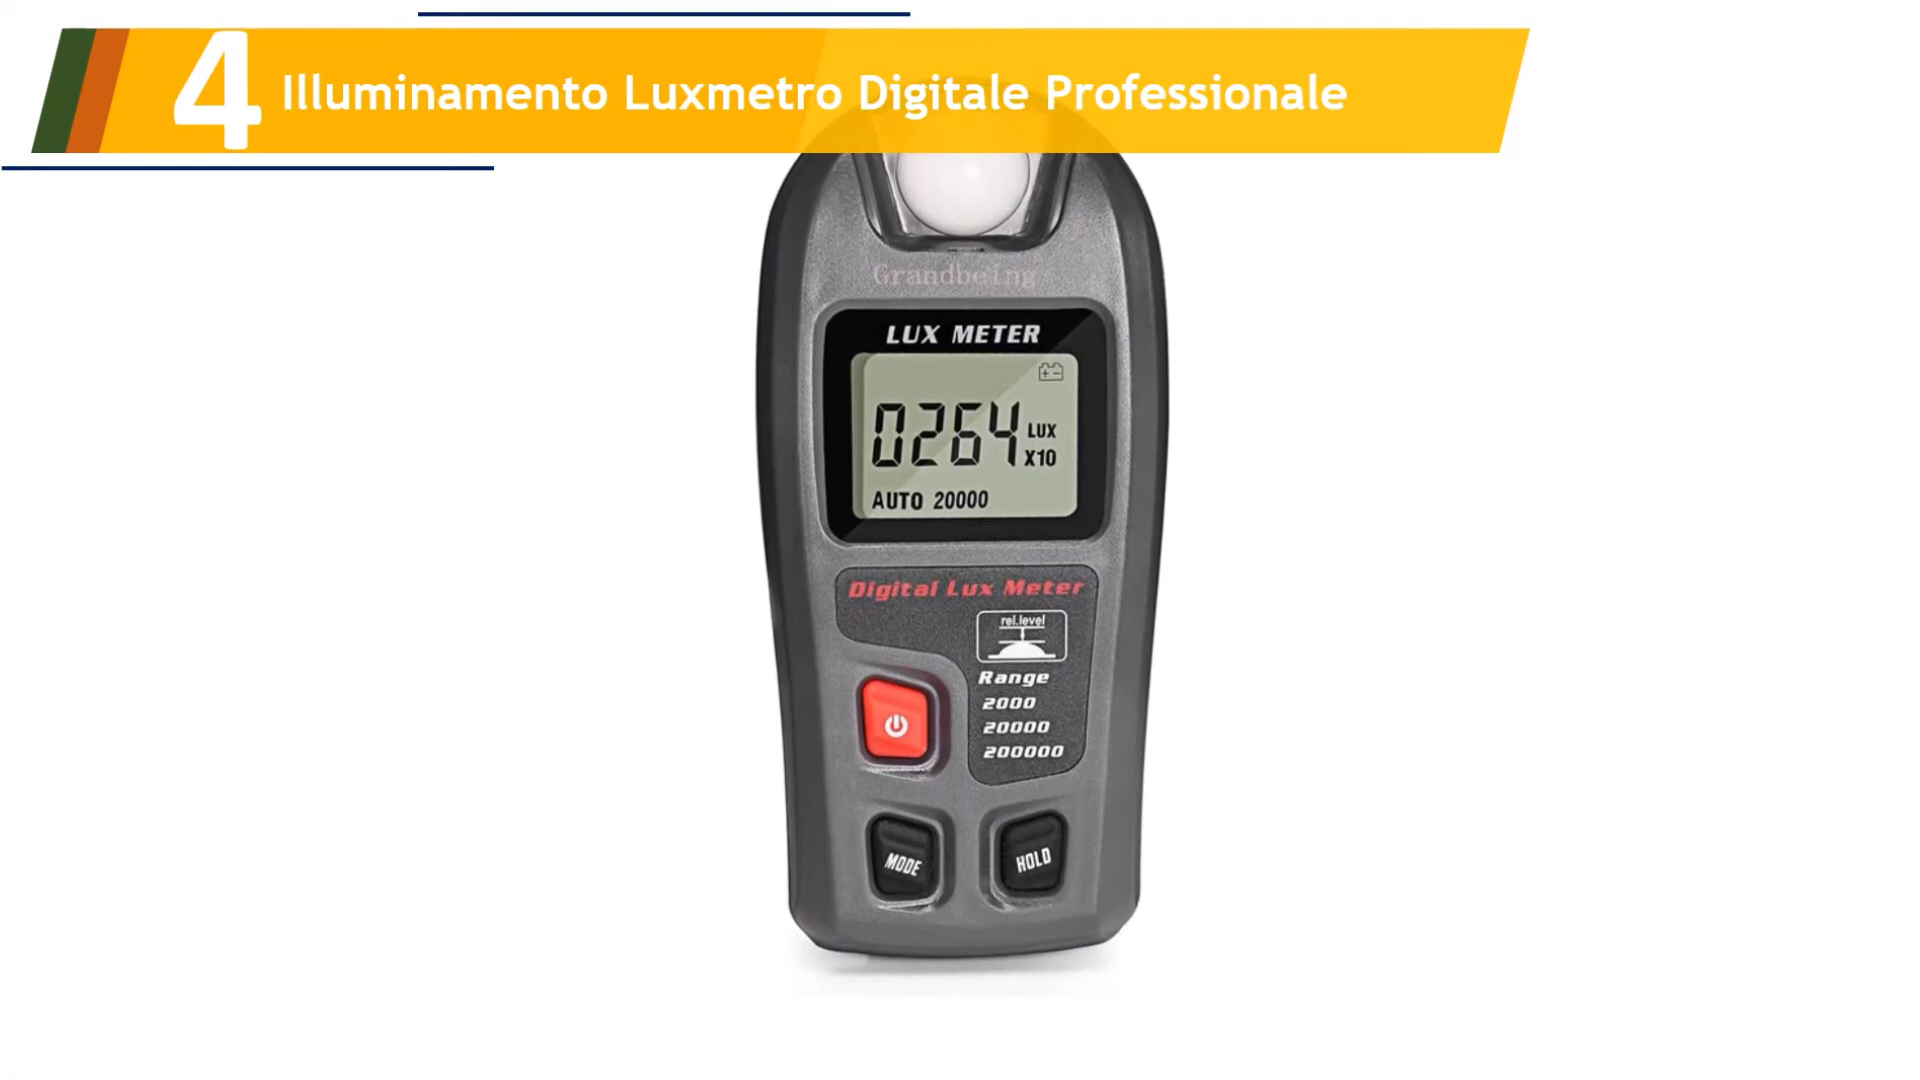 4 Illuminamento Luxmetro Digitale Professionale
Grandbeing
LUX METER
0264 LUX
X10
AUTO 20000
Digital Lux Meter
rel.level
Range
2000
20000
200000
MODE HOLD